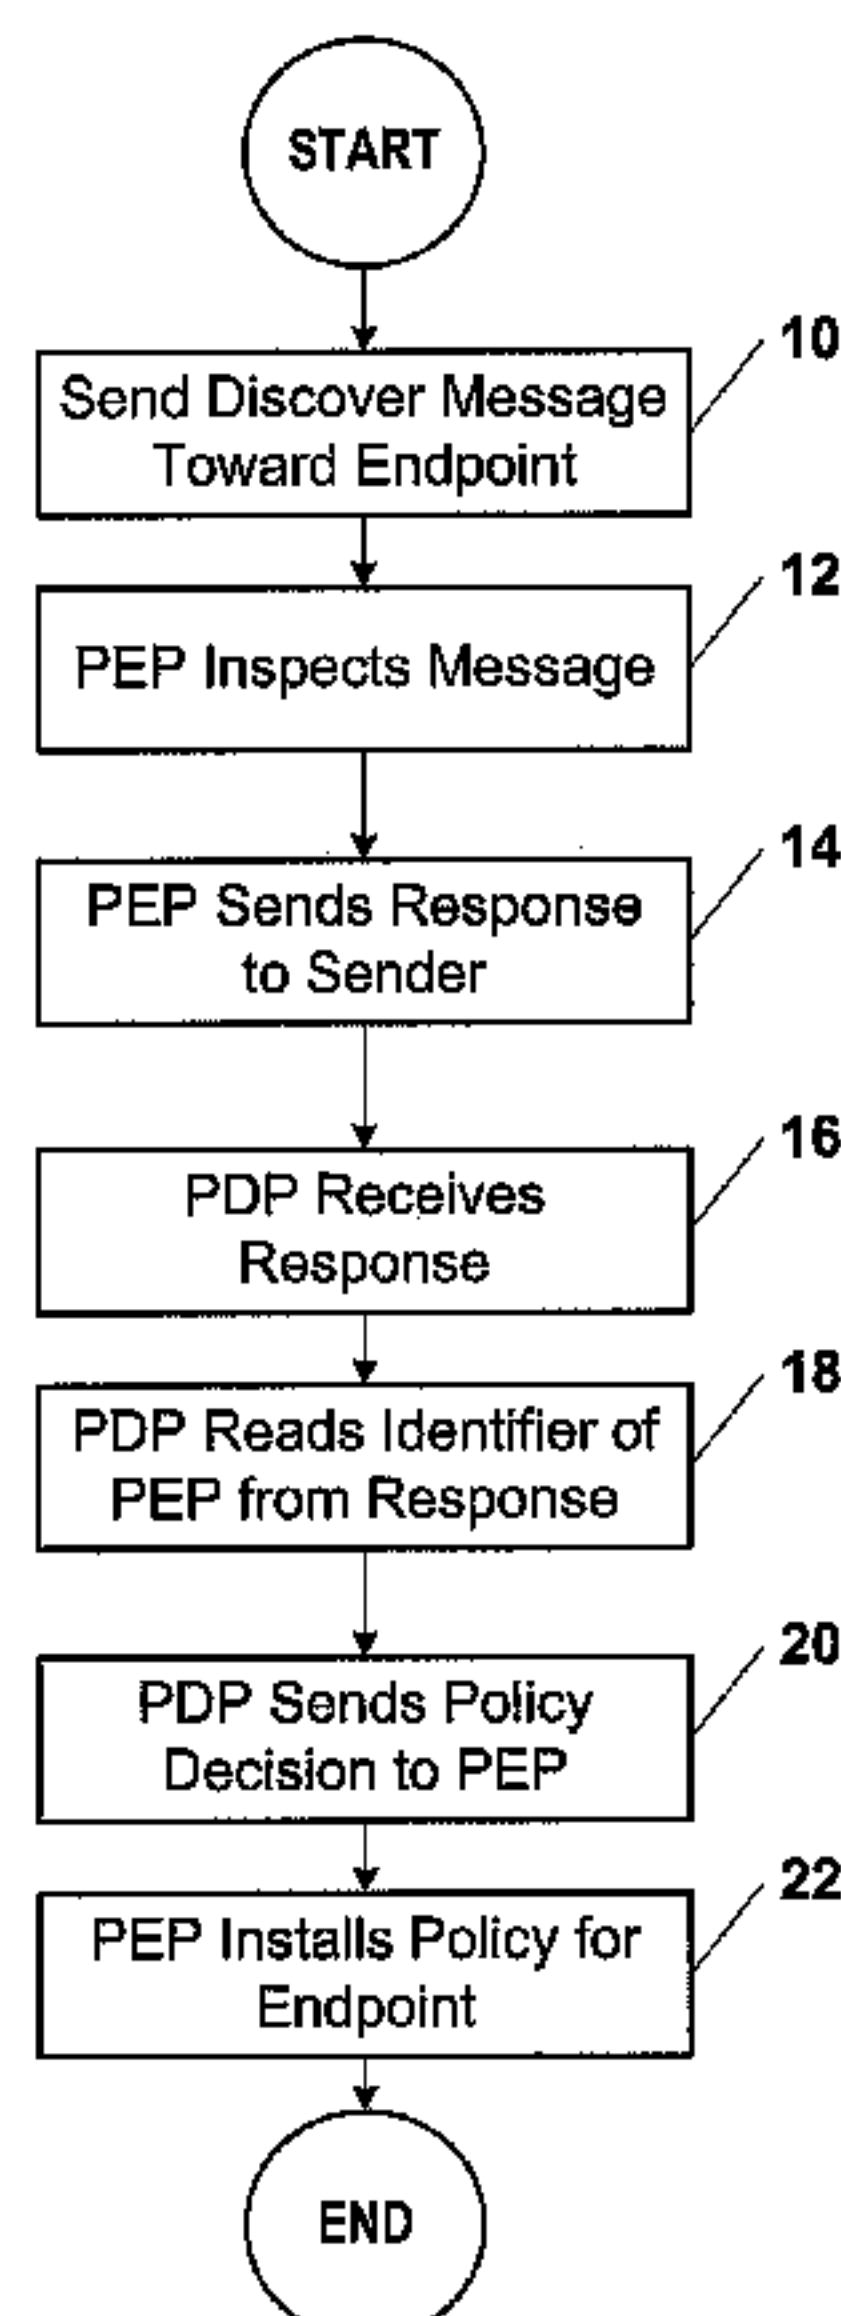 START
10
Send Discover Message
Toward Endpoint
12
PEP Inspects Message
14
PEP Sends Response
to Sender
16
PDP Receives
Response
18
PDP Reads Identifier of
PEP from Response
20
PDP Sends Policy
Decision to PEP
22
PEP Installs Policy for
Endpoint
END